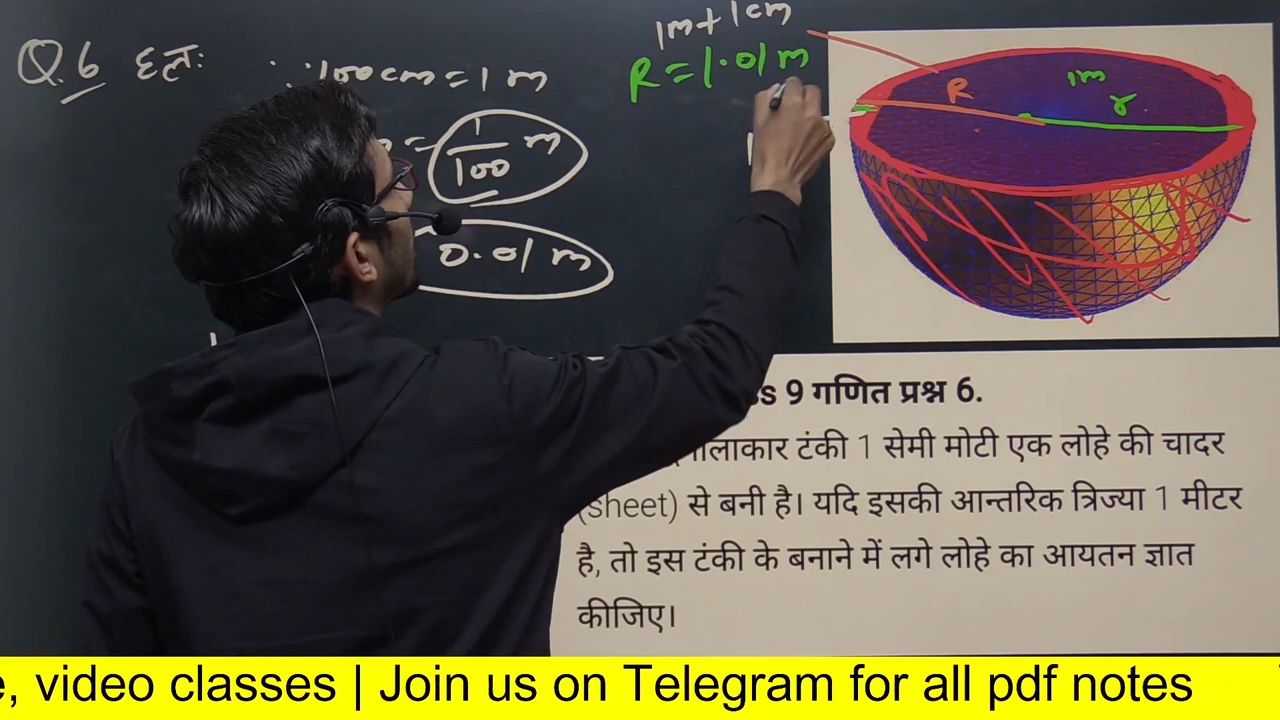 Q.6 हलः
∵ 100cm = 1 m
= 1/100 m
0.01 m
1m + 1cm
R = 1.01 m
R
1m
r
s 9 गणित प्रश्न 6.
टंकी 1 सेमी मोटी एक लोहे की चादर
(sheet) से बनी है। यदि इसकी आन्तरिक त्रिज्या 1 मीटर
है, तो इस टंकी के बनाने में लगे लोहे का आयतन ज्ञात
कीजिए।
, video classes | Join us on Telegram for all pdf notes